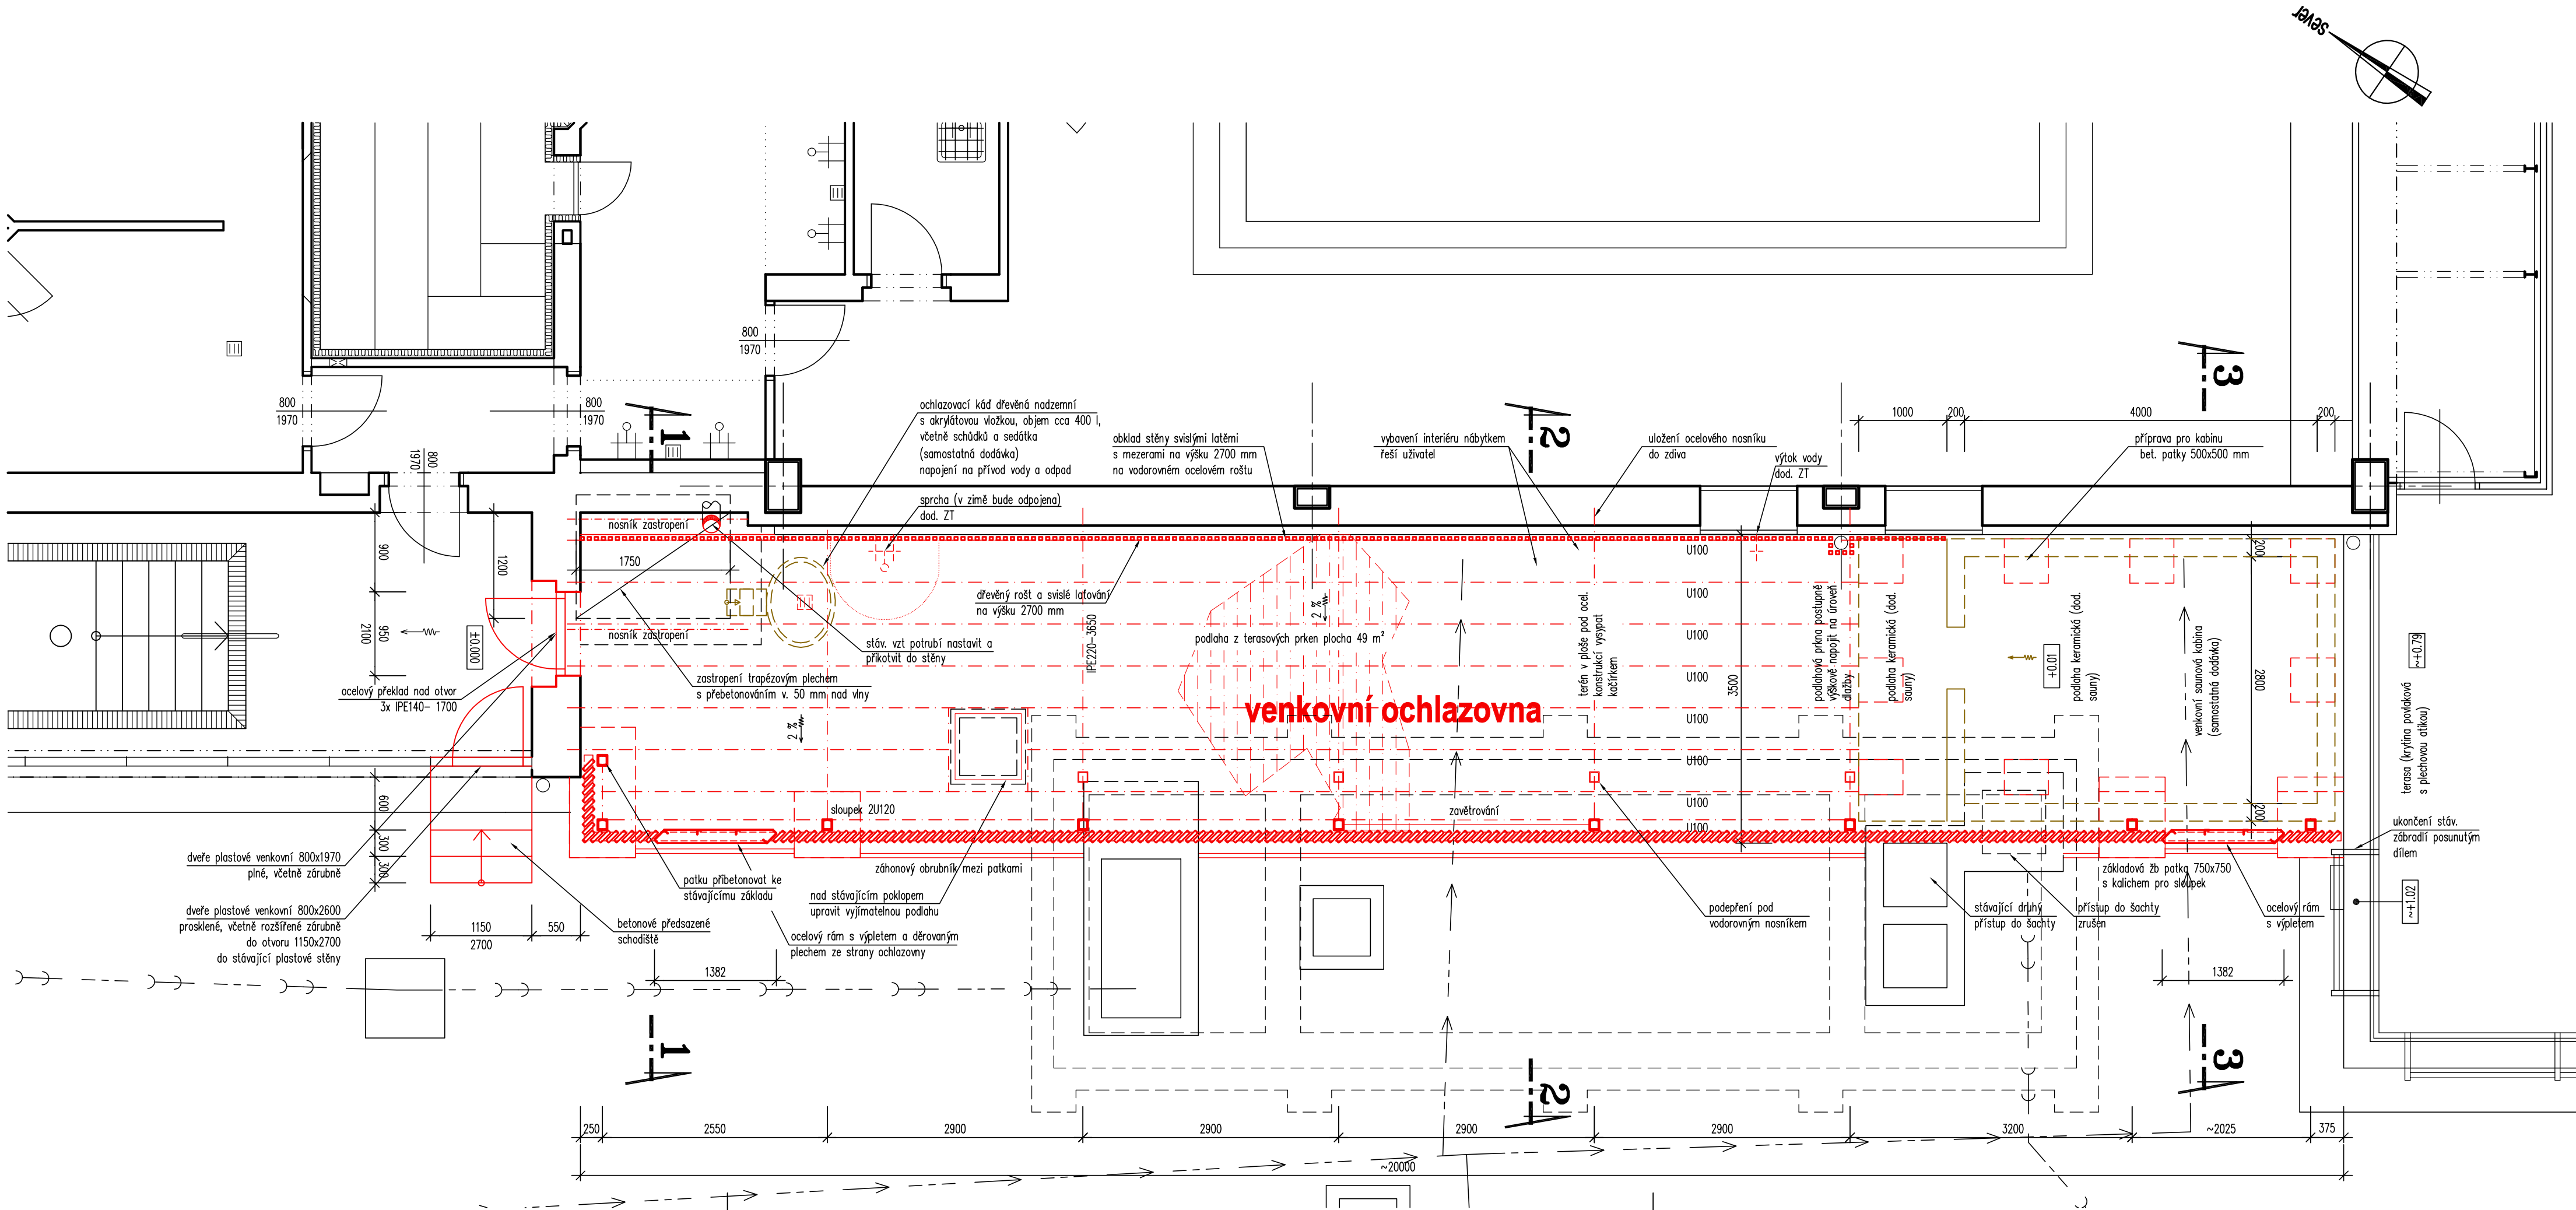 sever
800
1970
3
800
1970
800
1970
800
1970
1
2
1000
200
4000
200
ochlazovací káď dřevěná nadzemní
s akrylátovou vložkou, objem cca 400 l,
včetně schůdků a sedátka
(samostatná dodávka)
napojení na přívod vody a odpad
obklad stěny svislými latěmi
s mezerami na výšku 2700 mm
na vodorovném ocelovém roštu
vybavení interiéru nábytkem
řeší uživatel
uložení ocelového nosníku
do zdiva
výtok vody
dod. ZT
příprava pro kabinu
bet. patky 500x500 mm
sprcha (v zimě bude odpojena)
dod. ZT
nosník zastropení
1750
900
1200
950
2100
±0.000
nosník zastropení
dřevěný rošt a svislé laťování
na výšku 2700 mm
stáv. vzt potrubí nastavit a
přikotvit do stěny
zastropení trapézovým plechem
s přebetonováním v. 50 mm nad vlny
ocelový překlad nad otvor
3x IPE140- 1700
IPE220-3650
2 %
2 %
podlaha z terasových prken plocha 49 m²
venkovní ochlazovna
terén v ploše pod ocel.
konstrukcí vysypat
kačírkem
U100
U100
U100
U100
U100
U100
U100
U100
3500
podlahová prkna postupně
výškově napojit na úroveň
dlažby
podlaha keramická (dod.
sauny)
+0.01
podlaha keramická (dod.
sauny)
venkovní saunová kabina
(samostatná dodávka)
200
2800
200
~+0.79
terasa (krytina povlaková
s plechovou atikou)
~+1.02
600
300
300
sloupek 2U120
zavětrování
ukončení stáv.
zábradlí posunutým
dílem
dveře plastové venkovní 800x1970
plné, včetně zárubně
dveře plastové venkovní 800x2600
prosklené, včetně rozšířené zárubně
do otvoru 1150x2700
do stávající plastové stěny
1150
2700
550
betonové předsazené
schodiště
patku přibetonovat ke
stávajícímu základu
záhonový obrubník mezi patkami
nad stávajícím poklopem
upravit vyjímatelnou podlahu
ocelový rám s výpletem a děrovaným
plechem ze strany ochlazovny
1382
podepření pod
vodorovným nosníkem
stávající druhý
přístup do šachty
přístup do šachty
zrušen
základová žb patka 750x750
s kalichem pro sloupek
ocelový rám
s výpletem
1382
1
2
3
250
2550
2900
2900
2900
2900
3200
~2025
375
~20000